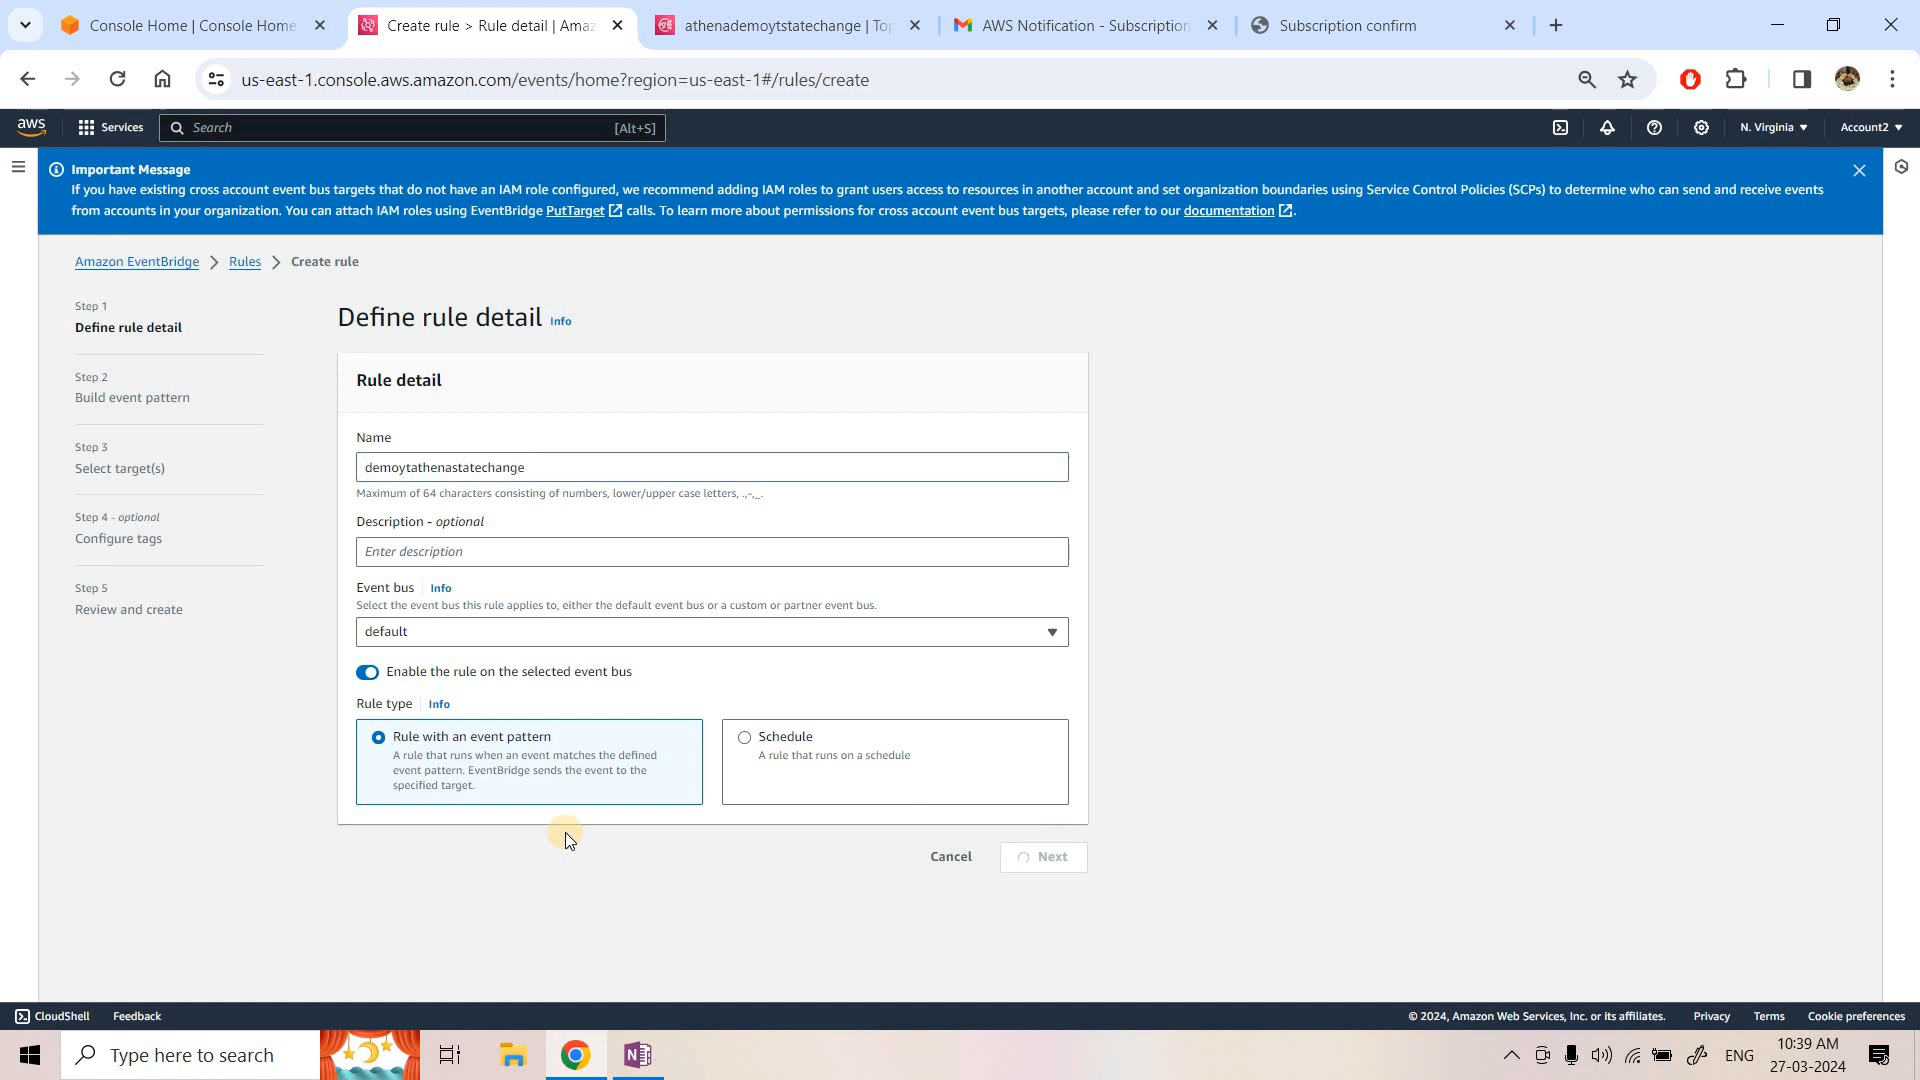 Console Home | Console Home
Create rule > Rule detail | Amaz
athenademoytstatechange | Top
AWS Notification - Subscription
Subscription confirm
us-east-1.console.aws.amazon.com/events/home?region=us-east-1#/rules/create
aws
Services
Search
[Alt+S]
N. Virginia
Account2
Important Message
If you have existing cross account event bus targets that do not have an IAM role configured, we recommend adding IAM roles to grant users access to resources in another account and set organization boundaries using Service Control Policies (SCPs) to determine who can send and receive events
from accounts in your organization. You can attach IAM roles using EventBridge PutTarget calls. To learn more about permissions for cross account event bus targets, please refer to our documentation .
Amazon EventBridge
Rules
Create rule
Step 1
Define rule detail
Step 2
Build event pattern
Step 3
Select target(s)
Step 4 - optional
Configure tags
Step 5
Review and create
Define rule detail Info
Rule detail
Name
demoytathenastatechange
Maximum of 64 characters consisting of numbers, lower/upper case letters, .,-,_.
Description - optional
Enter description
Event bus Info
Select the event bus this rule applies to, either the default event bus or a custom or partner event bus.
default
Enable the rule on the selected event bus
Rule type Info
Rule with an event pattern
A rule that runs when an event matches the defined
event pattern. EventBridge sends the event to the
specified target.
Schedule
A rule that runs on a schedule
Cancel
Next
CloudShell
Feedback
© 2024, Amazon Web Services, Inc. or its affiliates.
Privacy
Terms
Cookie preferences
Type here to search
ENG
10:39 AM
27-03-2024